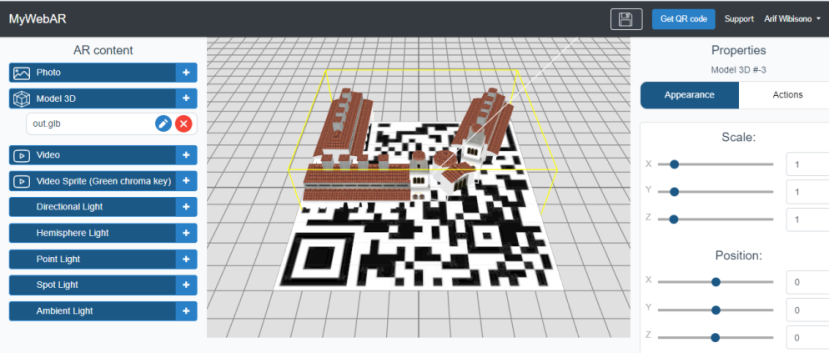 MyWebAR
Get QR code
Support
Arif Wibisono
AR content
Photo
Model 3D
out.glb
Video
Video Sprite (Green chroma key)
Directional Light
Hemisphere Light
Point Light
Spot Light
Ambient Light
Properties
Model 3D #-3
Appearance
Actions
Scale:
X
1
Y
1
Z
1
Position:
X
0
Y
0
Z
0